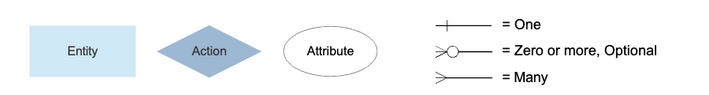 Entity
Action
Attribute
= One
= Zero or more, Optional
= Many